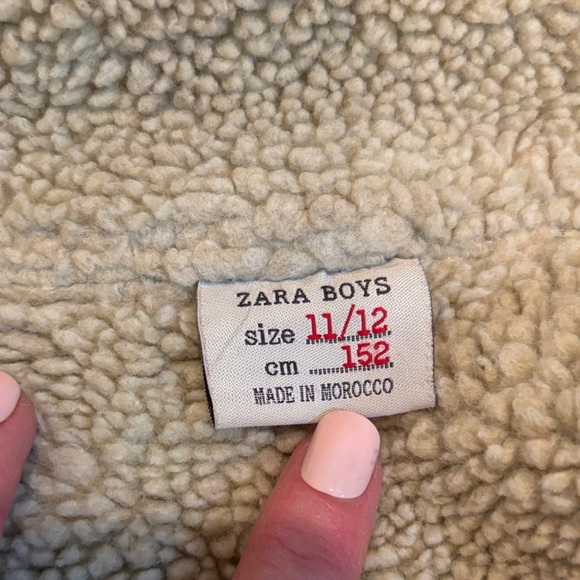 ZARA BOYS
size 11/12
cm 152
MADE IN MOROCCO